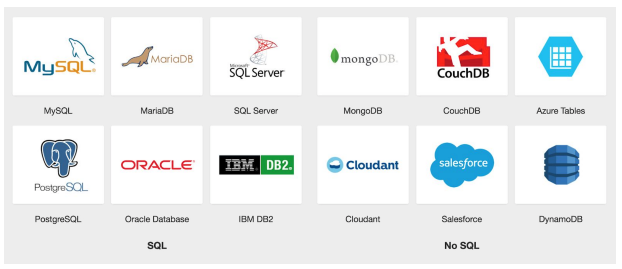 MySQL®
MariaDB
Microsoft®
SQL Server®
mongoDB
CouchDB
MySQL
MariaDB
SQL Server
MongoDB
CouchDB
Azure Tables
PostgreSQL
ORACLE®
IBM DB2®
Cloudant
salesforce
PostgreSQL
Oracle Database
IBM DB2
Cloudant
Salesforce
DynamoDB
SQL
No SQL